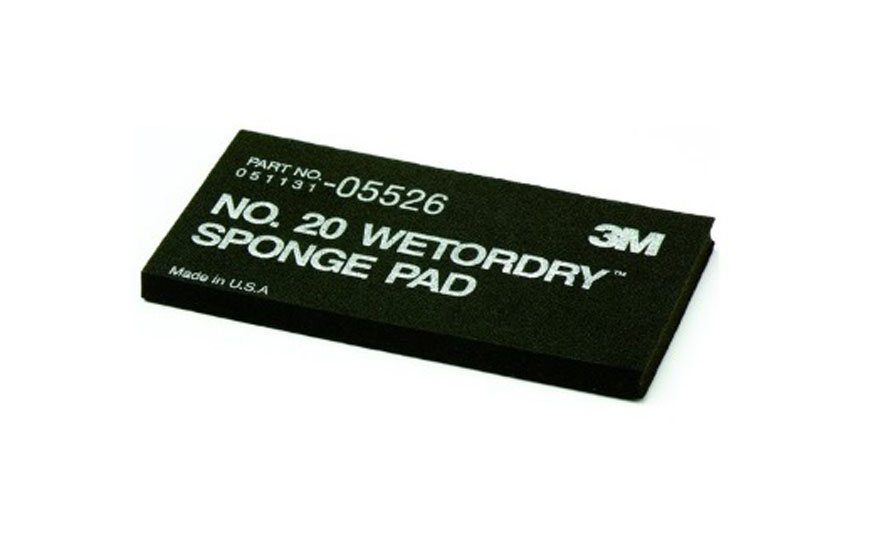 PART NO.
051131-05526
3M
NO. 20 WETORDRY™
SPONGE PAD
Made in U.S.A